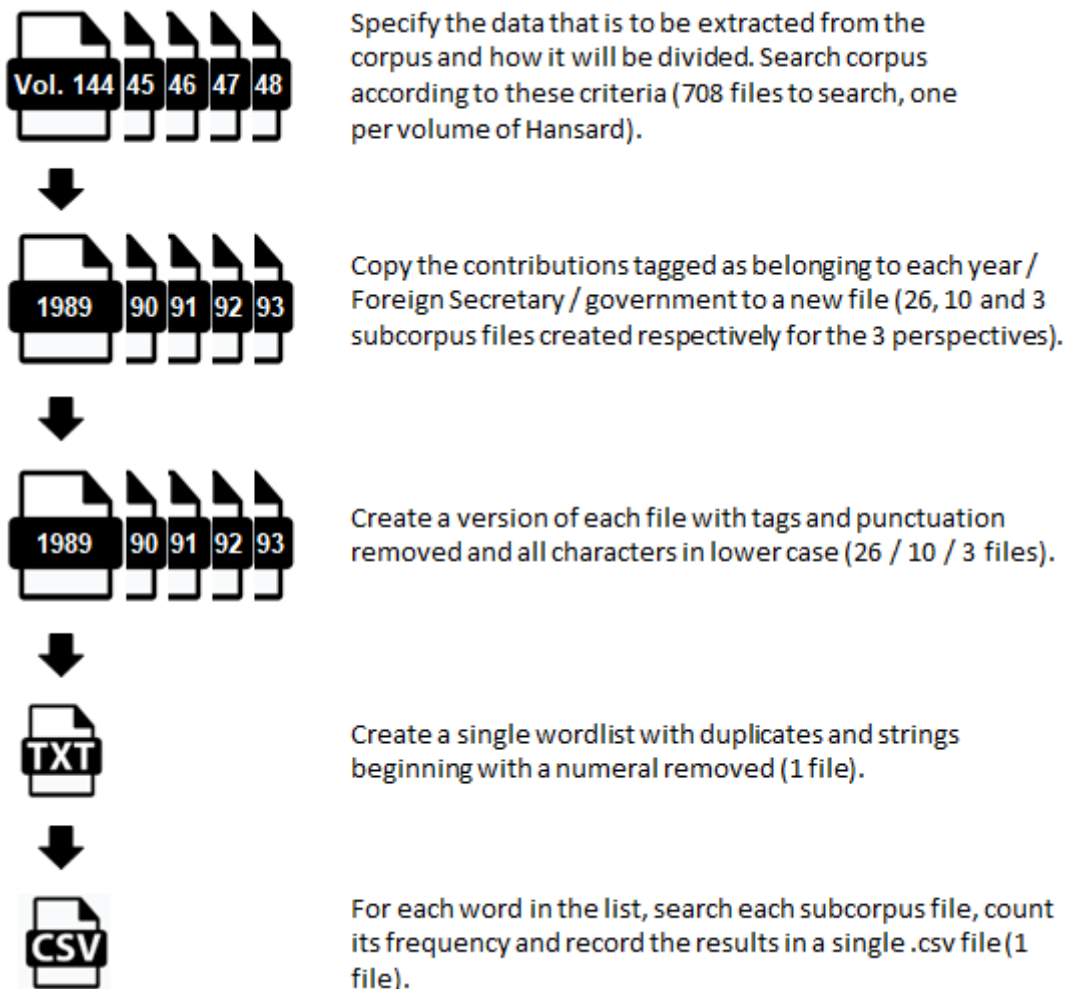 Vol. 144 45 46 47 48
Specify the data that is to be extracted from the
corpus and how it will be divided. Search corpus
according to these criteria (708 files to search, one
per volume of Hansard).
1989 90 91 92 93
Copy the contributions tagged as belonging to each year /
Foreign Secretary / government to a new file (26, 10 and 3
subcorpus files created respectively for the 3 perspectives).
1989 90 91 92 93
Create a version of each file with tags and punctuation
removed and all characters in lower case (26 / 10 / 3 files).
TXT
Create a single wordlist with duplicates and strings
beginning with a numeral removed (1 file).
CSV
For each word in the list, search each subcorpus file, count
its frequency and record the results in a single .csv file (1
file).